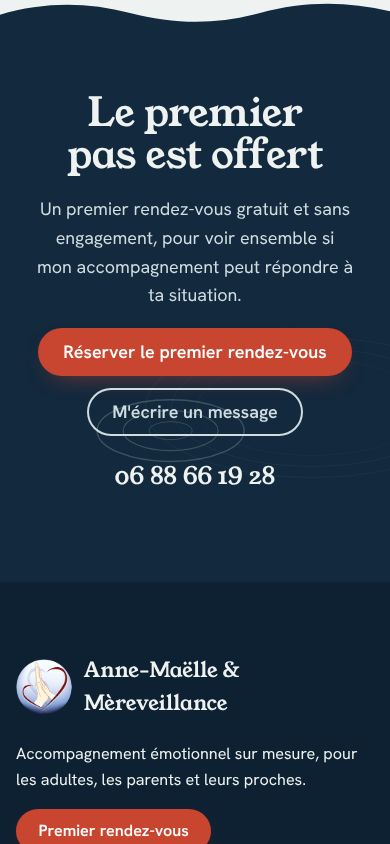 Le premier
pas est offert
Un premier rendez-vous gratuit et sans
engagement, pour voir ensemble si
mon accompagnement peut répondre à
ta situation.
Réserver le premier rendez-vous
M'écrire un message
06 88 66 19 28
Anne-Maëlle &
Mèreveillance
Accompagnement émotionnel sur mesure, pour
les adultes, les parents et leurs proches.
Premier rendez-vous